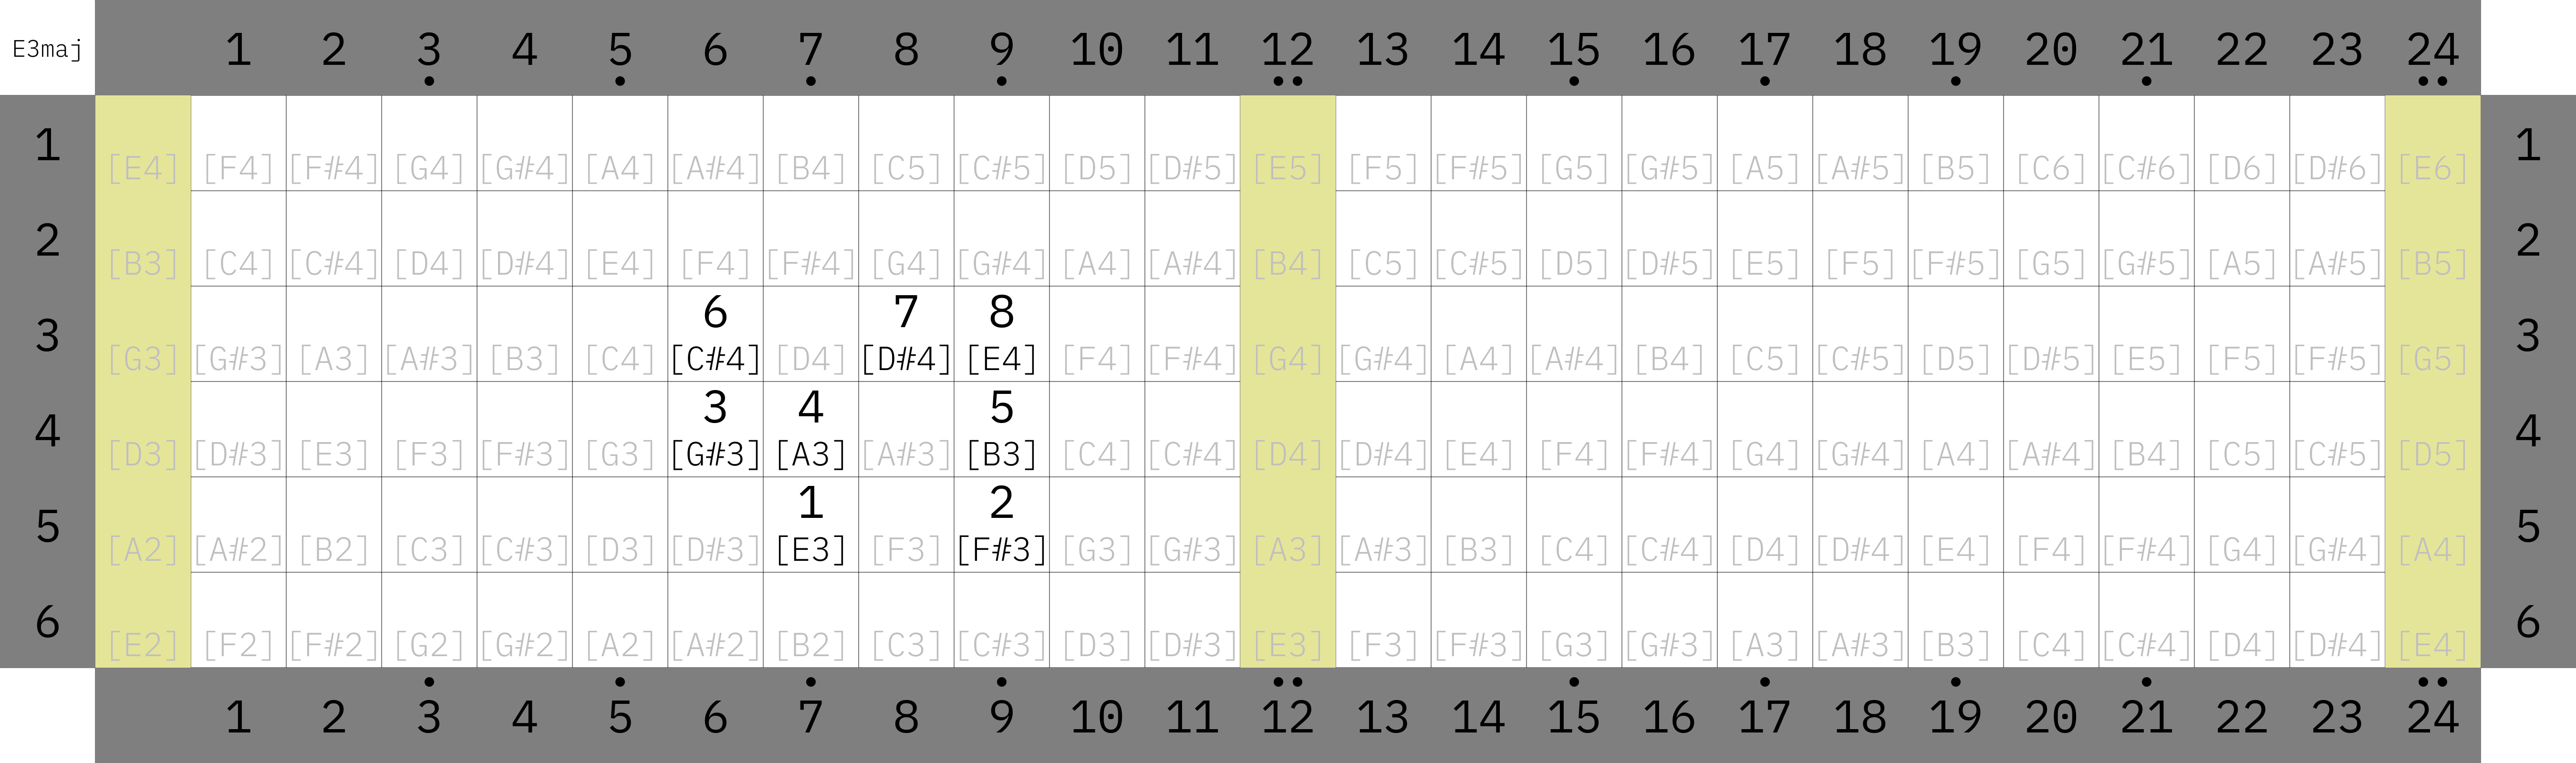 E3maj 1 2 3 4 5 6 7 8 9 10 11 12 13 14 15 16 17 18 19 20 21 22 23 24
1 [E4] [F4] [F#4] [G4] [G#4] [A4] [A#4] [B4] [C5] [C#5] [D5] [D#5] [E5] [F5] [F#5] [G5] [G#5] [A5] [A#5] [B5] [C6] [C#6] [D6] [D#6] [E6] 1
2 [B3] [C4] [C#4] [D4] [D#4] [E4] [F4] [F#4] [G4] [G#4] [A4] [A#4] [B4] [C5] [C#5] [D5] [D#5] [E5] [F5] [F#5] [G5] [G#5] [A5] [A#5] [B5] 2
6 7 8
3 [G3] [G#3] [A3] [A#3] [B3] [C4] [C#4] [D4] [D#4] [E4] [F4] [F#4] [G4] [G#4] [A4] [A#4] [B4] [C5] [C#5] [D5] [D#5] [E5] [F5] [F#5] [G5] 3
3 4 5
4 [D3] [D#3] [E3] [F3] [F#3] [G3] [G#3] [A3] [A#3] [B3] [C4] [C#4] [D4] [D#4] [E4] [F4] [F#4] [G4] [G#4] [A4] [A#4] [B4] [C5] [C#5] [D5] 4
1 2
5 [A2] [A#2] [B2] [C3] [C#3] [D3] [D#3] [E3] [F3] [F#3] [G3] [G#3] [A3] [A#3] [B3] [C4] [C#4] [D4] [D#4] [E4] [F4] [F#4] [G4] [G#4] [A4] 5
6 [E2] [F2] [F#2] [G2] [G#2] [A2] [A#2] [B2] [C3] [C#3] [D3] [D#3] [E3] [F3] [F#3] [G3] [G#3] [A3] [A#3] [B3] [C4] [C#4] [D4] [D#4] [E4] 6
1 2 3 4 5 6 7 8 9 10 11 12 13 14 15 16 17 18 19 20 21 22 23 24